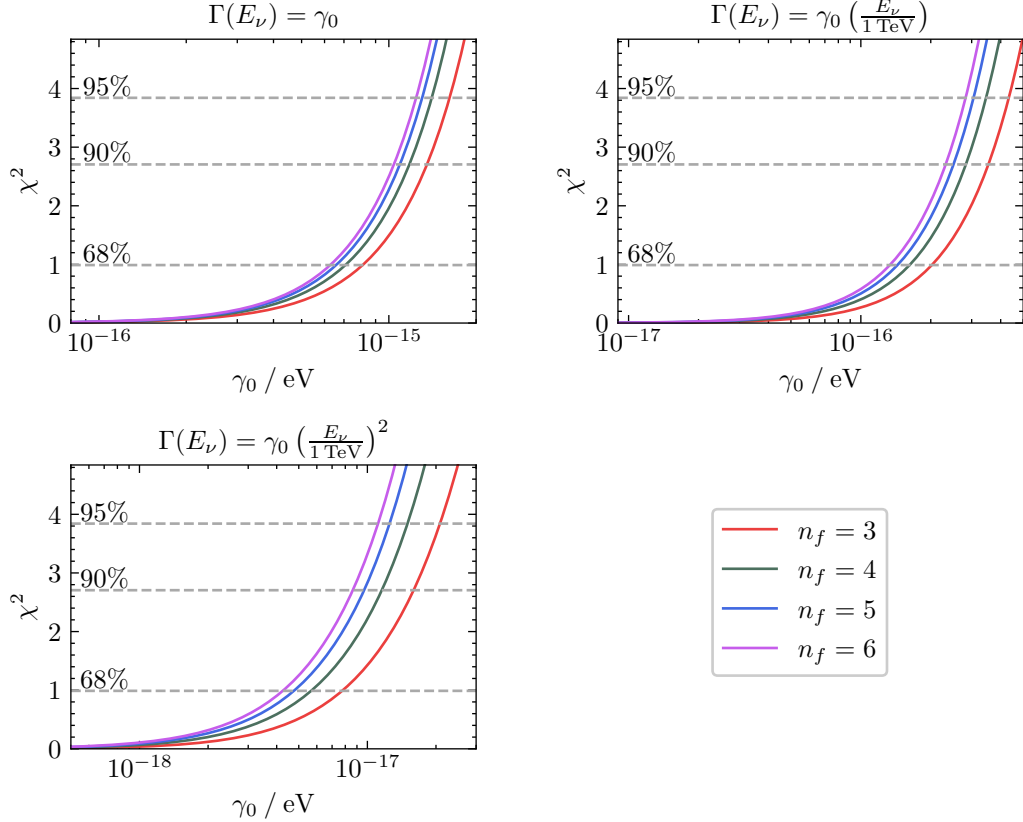 Γ(E_ν) = γ_0
χ^2
0
1
2
3
4
95%
90%
68%
10^{-16}
10^{-15}
γ_0 / eV
Γ(E_ν) = γ_0 (E_ν / 1 TeV)
χ^2
0
1
2
3
4
95%
90%
68%
10^{-17}
10^{-16}
γ_0 / eV
Γ(E_ν) = γ_0 (E_ν / 1 TeV)^2
χ^2
0
1
2
3
4
95%
90%
68%
10^{-18}
10^{-17}
γ_0 / eV
n_f = 3
n_f = 4
n_f = 5
n_f = 6